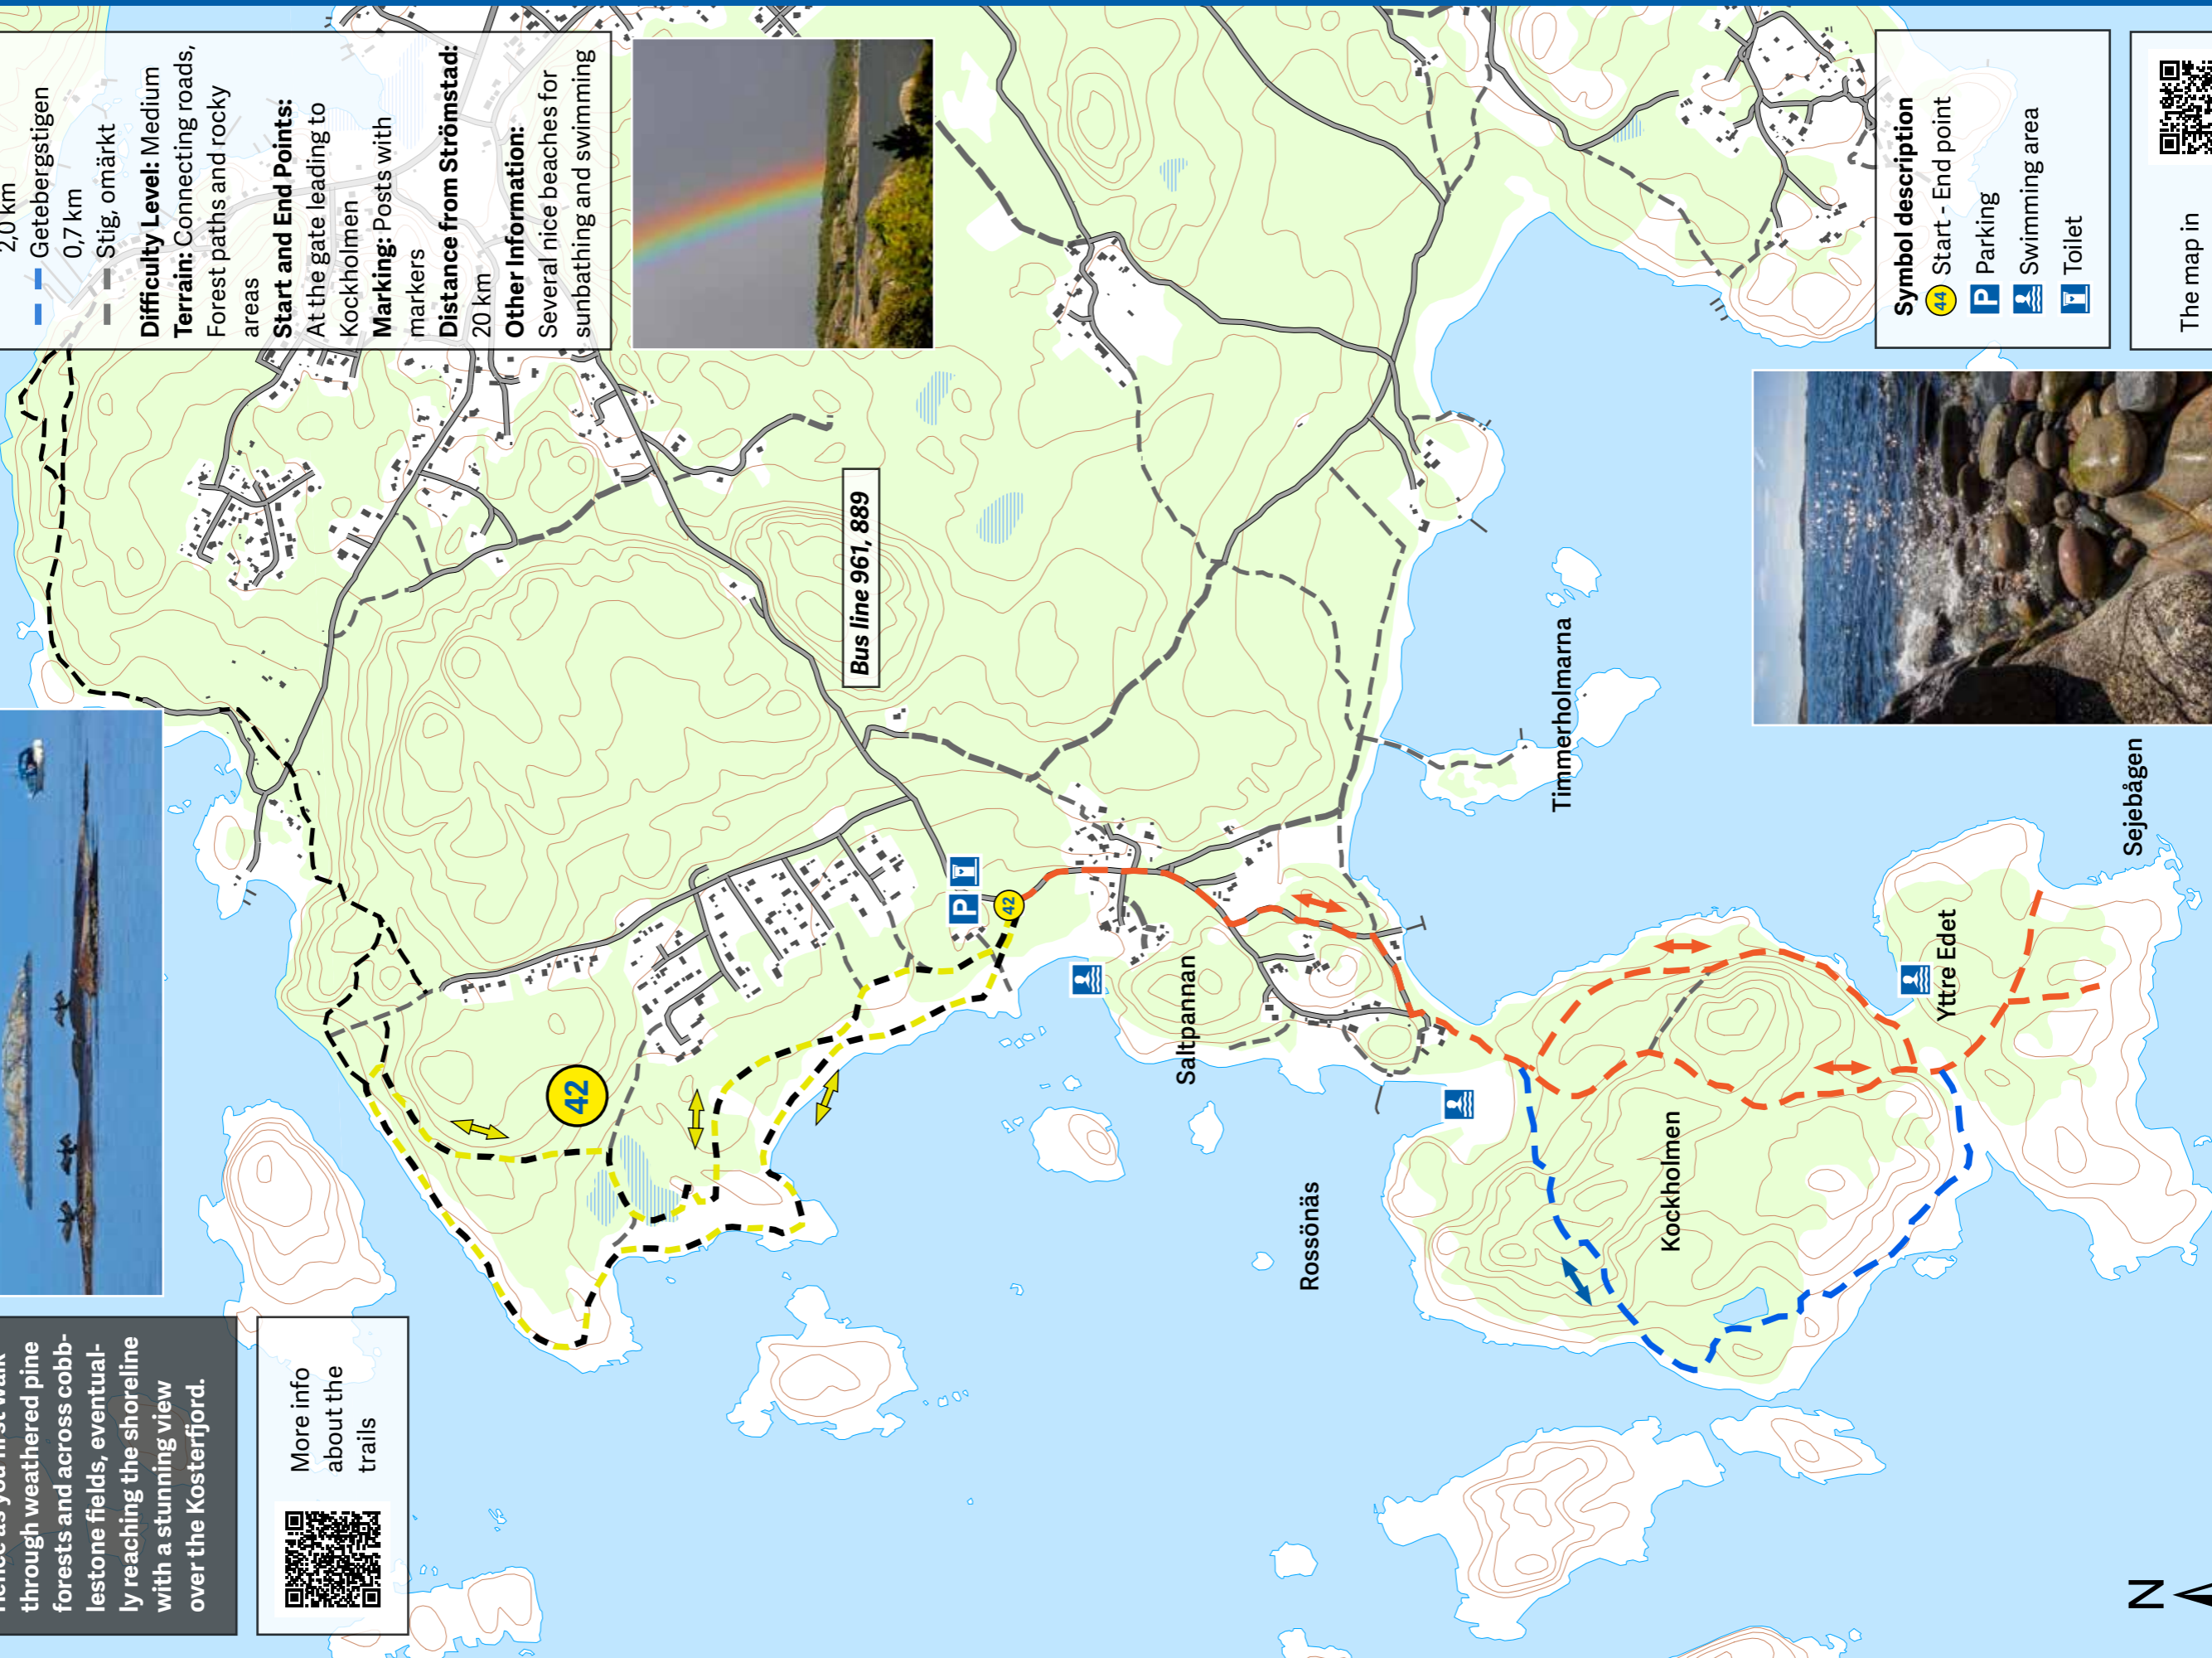 rience as you first walk
through weathered pine
forests and across cobb-
lestone fields, eventual-
ly reaching the shoreline
with a stunning view
over the Kosterfjord.
More info
about the
trails
2,0 km
Getebergstigen
0,7 km
Stig, omärkt
Difficulty Level: Medium
Terrain: Connecting roads,
Forest paths and rocky
areas
Start and End Points:
At the gate leading to
Kockholmen
Marking: Posts with
markers
Distance from Strömstad:
20 km
Other Information:
Several nice beaches for
sunbathing and swimming
42
Bus line 961, 889
P
42
Saltpannan
Rossönäs
Timmerholmarna
Kockholmen
Yttre Edet
Sejebågen
Symbol description
44 Start - End point
P Parking
Swimming area
Toilet
The map in
N